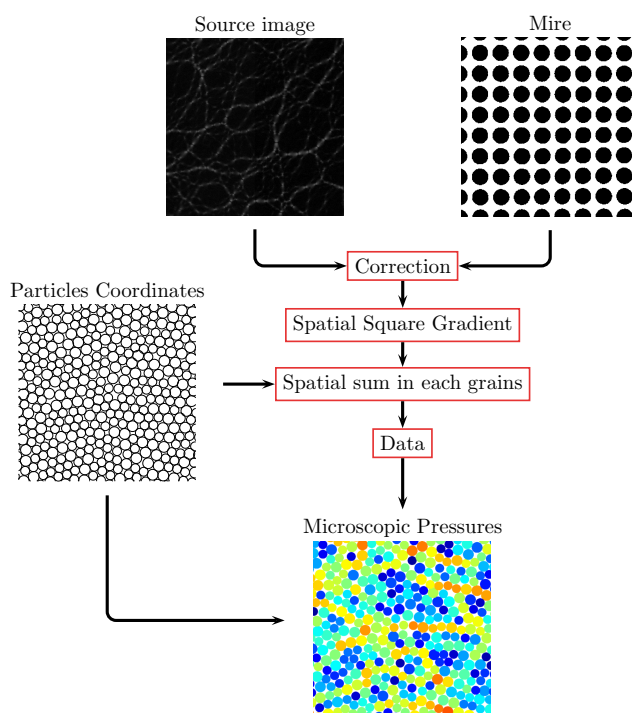 Source image
Mire
Correction
Particles Coordinates
Spatial Square Gradient
Spatial sum in each grains
Data
Microscopic Pressures